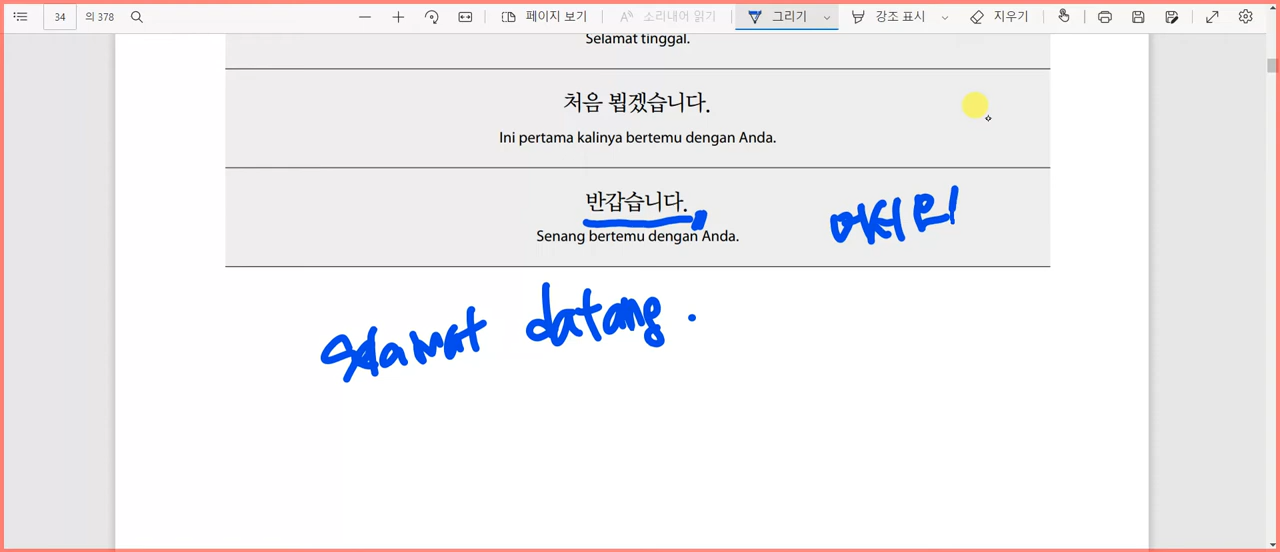 34 의 378 페이지 보기 소리내어 읽기 그리기 강조 표시 지우기
Selamat tinggal.
처음 뵙겠습니다.
Ini pertama kalinya bertemu dengan Anda.
반갑습니다.
Senang bertemu dengan Anda.
어서
Selamat datang.